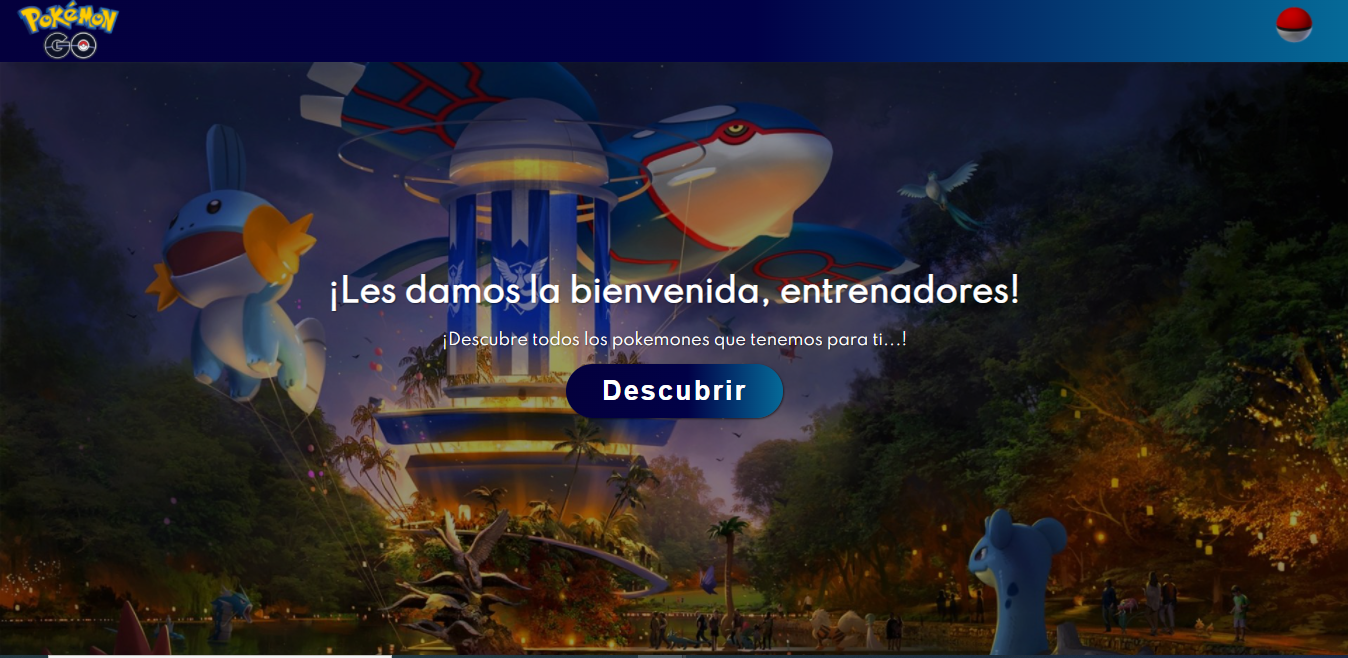 Pokémon
GO
¡Les damos la bienvenida, entrenadores!
¡Descubre todos los pokemones que tenemos para ti...!
Descubrir